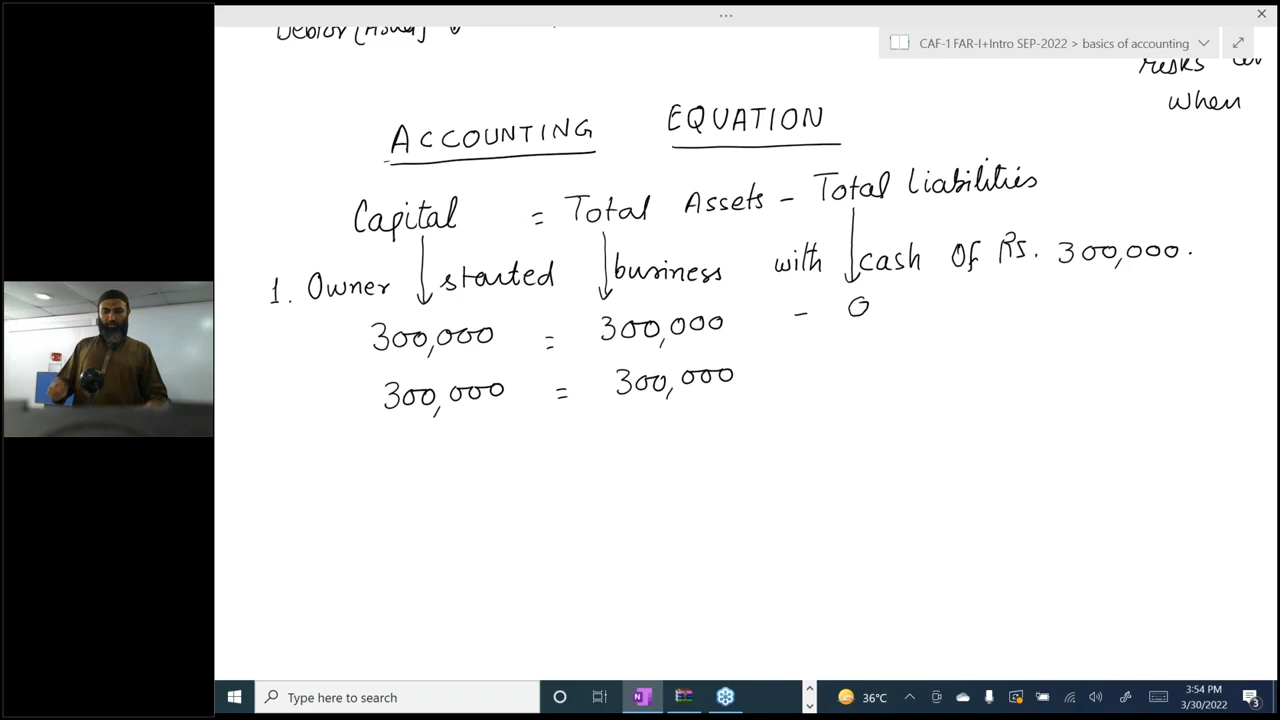 CAF-1 FAR-I+Intro SEP-2022 > basics of accounting
risks
when
ACCOUNTING EQUATION
Capital = Total Assets - Total Liabilities
1. Owner started business with cash of Rs. 300,000.
300,000 = 300,000 - 0
300,000 = 300,000
Type here to search
36°C
3:54 PM
3/30/2022
3